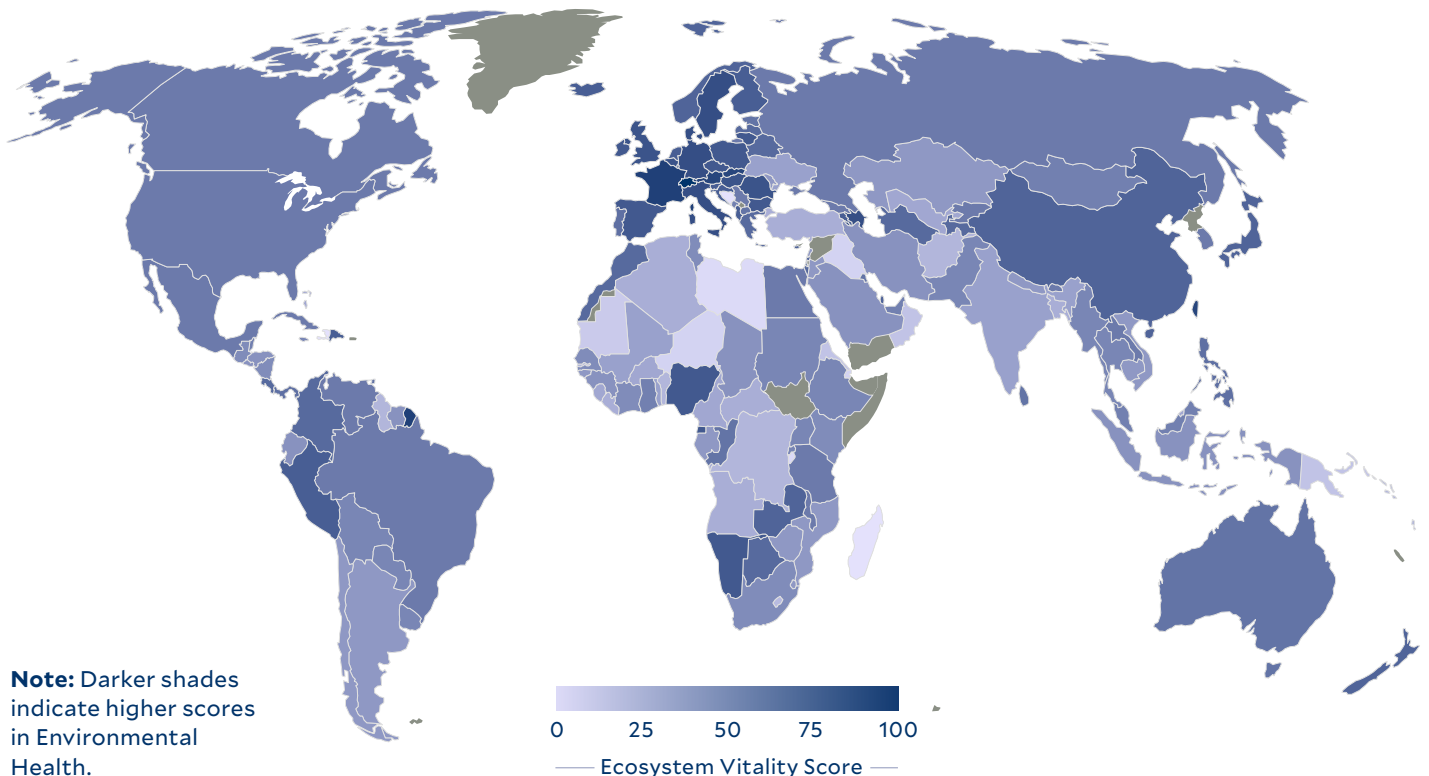 Note: Darker shades
indicate higher scores
in Environmental
Health.
0 25 50 75 100
Ecosystem Vitality Score